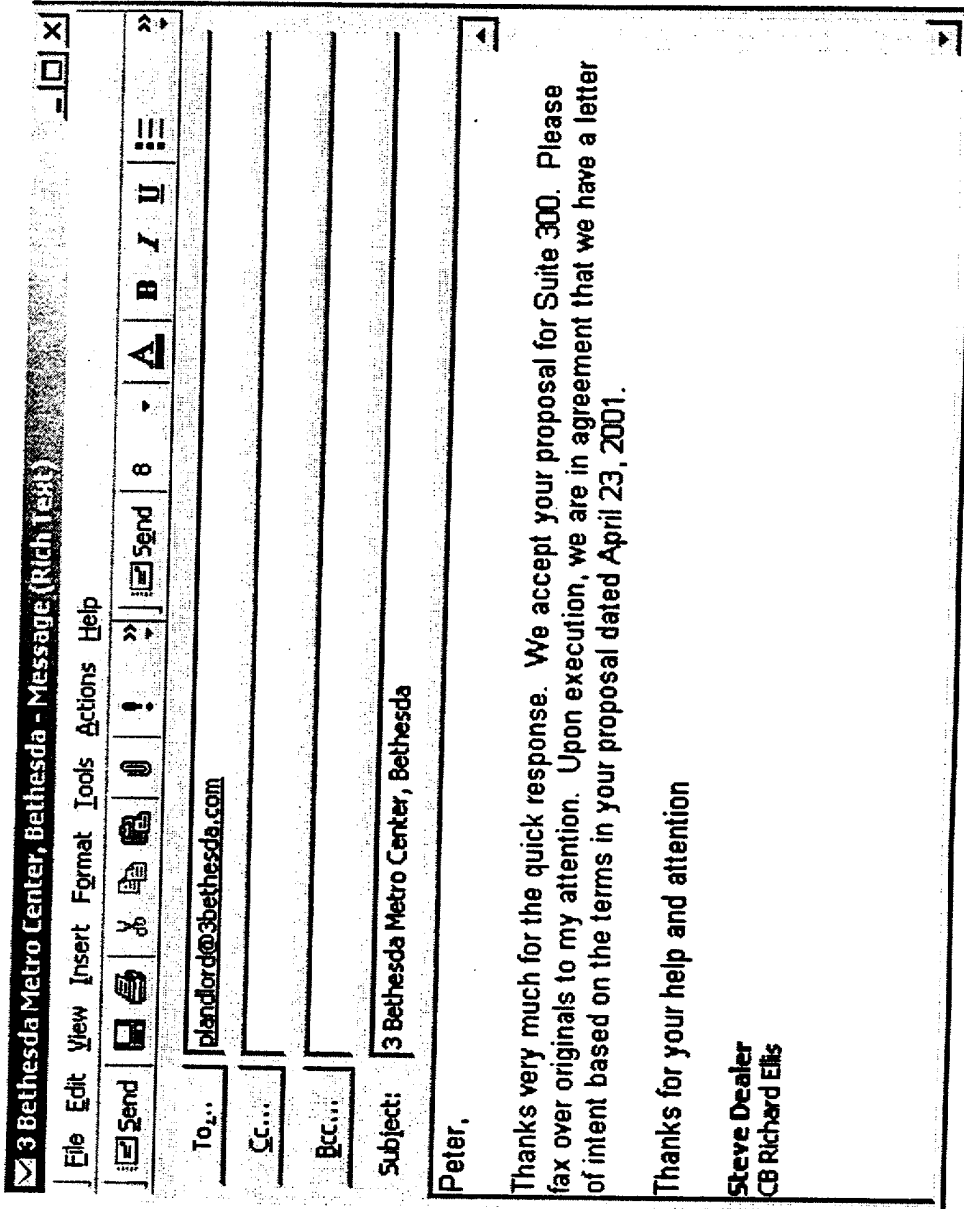 3 Bethesda Metro Center, Bethesda - Message (Rich Text)
File Edit View Insert Format Tools Actions Help
Send Send 8 A B I U
To... plandlord@3bethesda.com
Cc...
Bcc...
Subject: 3 Bethesda Metro Center, Bethesda
Peter,
Thanks very much for the quick response. We accept your proposal for Suite 300. Please
fax over originals to my attention. Upon execution, we are in agreement that we have a letter
of intent based on the terms in your proposal dated April 23, 2001.
Thanks for your help and attention
Steve Dealer
CB Richard Ellis